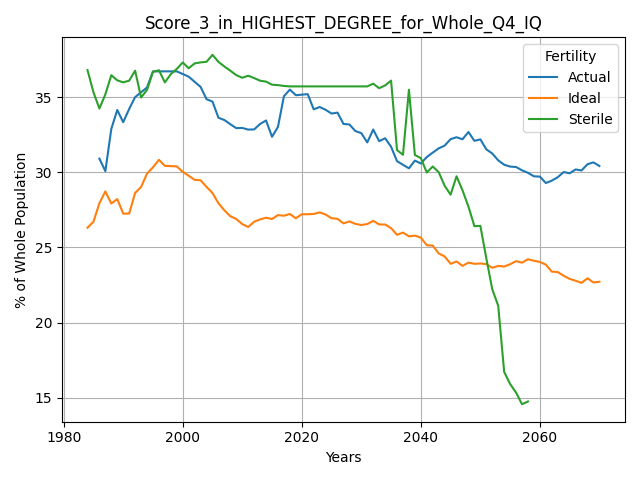 Score_3_in_HIGHEST_DEGREE_for_Whole_Q4_IQ
Fertility
Actual
Ideal
Sterile
% of Whole Population
35
30
25
20
15
1980
2000
2020
2040
2060
Years